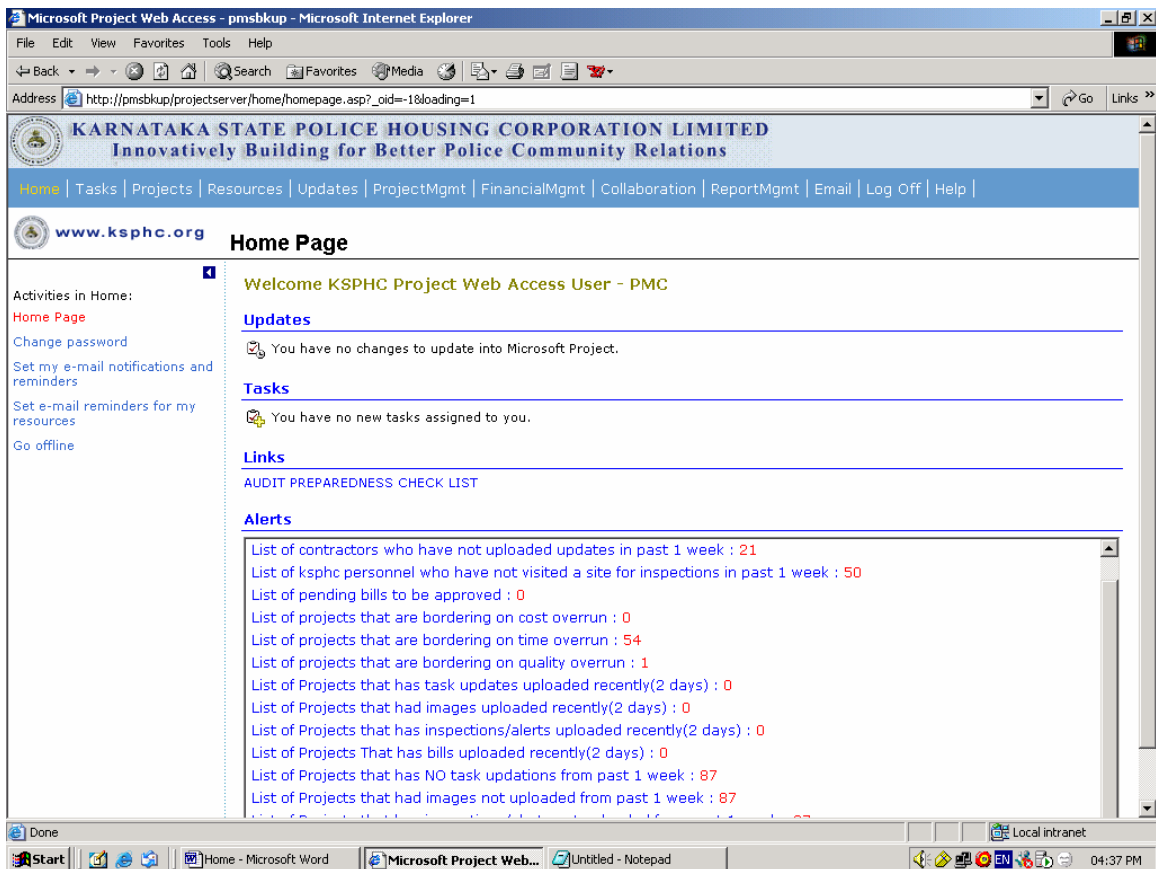 Microsoft Project Web Access - pmsbkup - Microsoft Internet Explorer
File Edit View Favorites Tools Help
Back Search Favorites Media
Address http://pmsbkup/projectserver/home/homepage.asp?_oid=-1&loading=1 Go Links »
KARNATAKA STATE POLICE HOUSING CORPORATION LIMITED
Innovatively Building for Better Police Community Relations
Home | Tasks | Projects | Resources | Updates | ProjectMgmt | FinancialMgmt | Collaboration | ReportMgmt | Email | Log Off | Help |
www.ksphc.org
Home Page
Activities in Home:
Home Page
Change password
Set my e-mail notifications and
reminders
Set e-mail reminders for my
resources
Go offline
Welcome KSPHC Project Web Access User - PMC
Updates
You have no changes to update into Microsoft Project.
Tasks
You have no new tasks assigned to you.
Links
AUDIT PREPAREDNESS CHECK LIST
Alerts
List of contractors who have not uploaded updates in past 1 week : 21
List of ksphc personnel who have not visited a site for inspections in past 1 week : 50
List of pending bills to be approved : 0
List of projects that are bordering on cost overrun : 0
List of projects that are bordering on time overrun : 54
List of projects that are bordering on quality overrun : 1
List of Projects that has task updates uploaded recently(2 days) : 0
List of Projects that had images uploaded recently(2 days) : 0
List of Projects that has inspections/alerts uploaded recently(2 days) : 0
List of Projects That has bills uploaded recently(2 days) : 0
List of Projects that has NO task updations from past 1 week : 87
List of Projects that had images not uploaded from past 1 week : 87
Done
Local intranet
Start
Home - Microsoft Word
Microsoft Project Web...
Untitled - Notepad
EN
04:37 PM